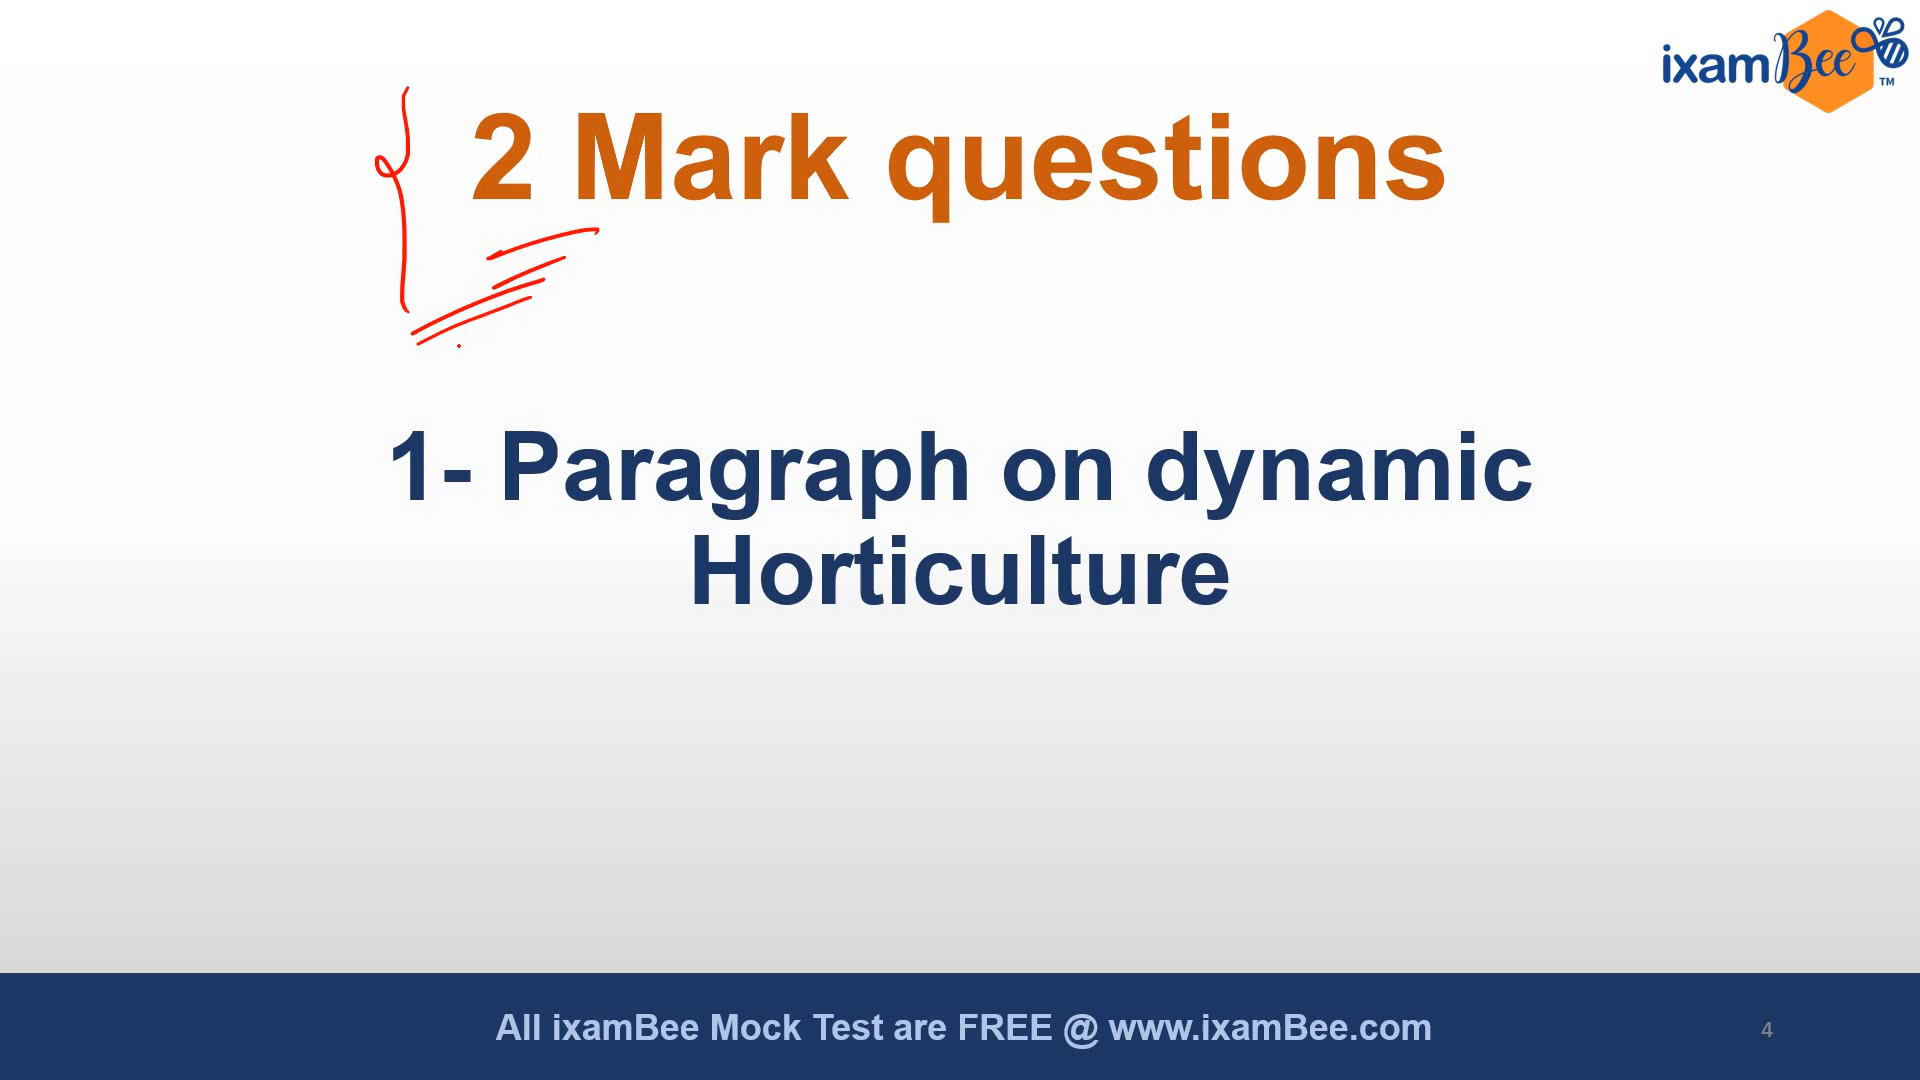 ixamBee
TM
2 Mark questions
1- Paragraph on dynamic
Horticulture
All ixamBee Mock Test are FREE @ www.ixamBee.com
4